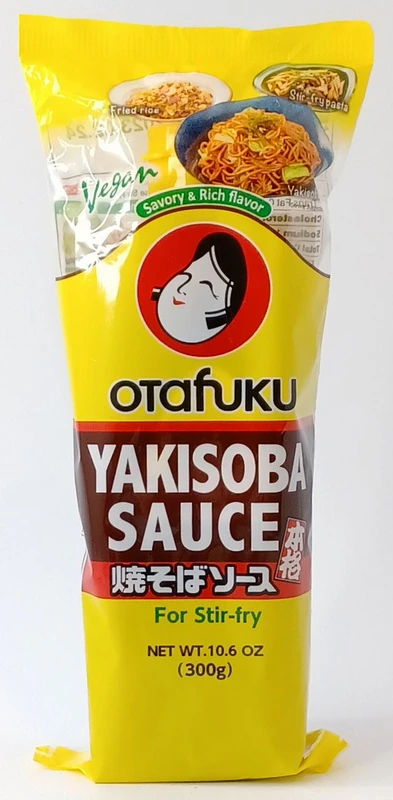 Fried rice
Stir-fry pasta
Vegan
Savory & Rich flavor
OTafUKU
YAKISOBA
SAUCE
本格
焼そばソース
For Stir-fry
NET WT.10.6 OZ
(300g)